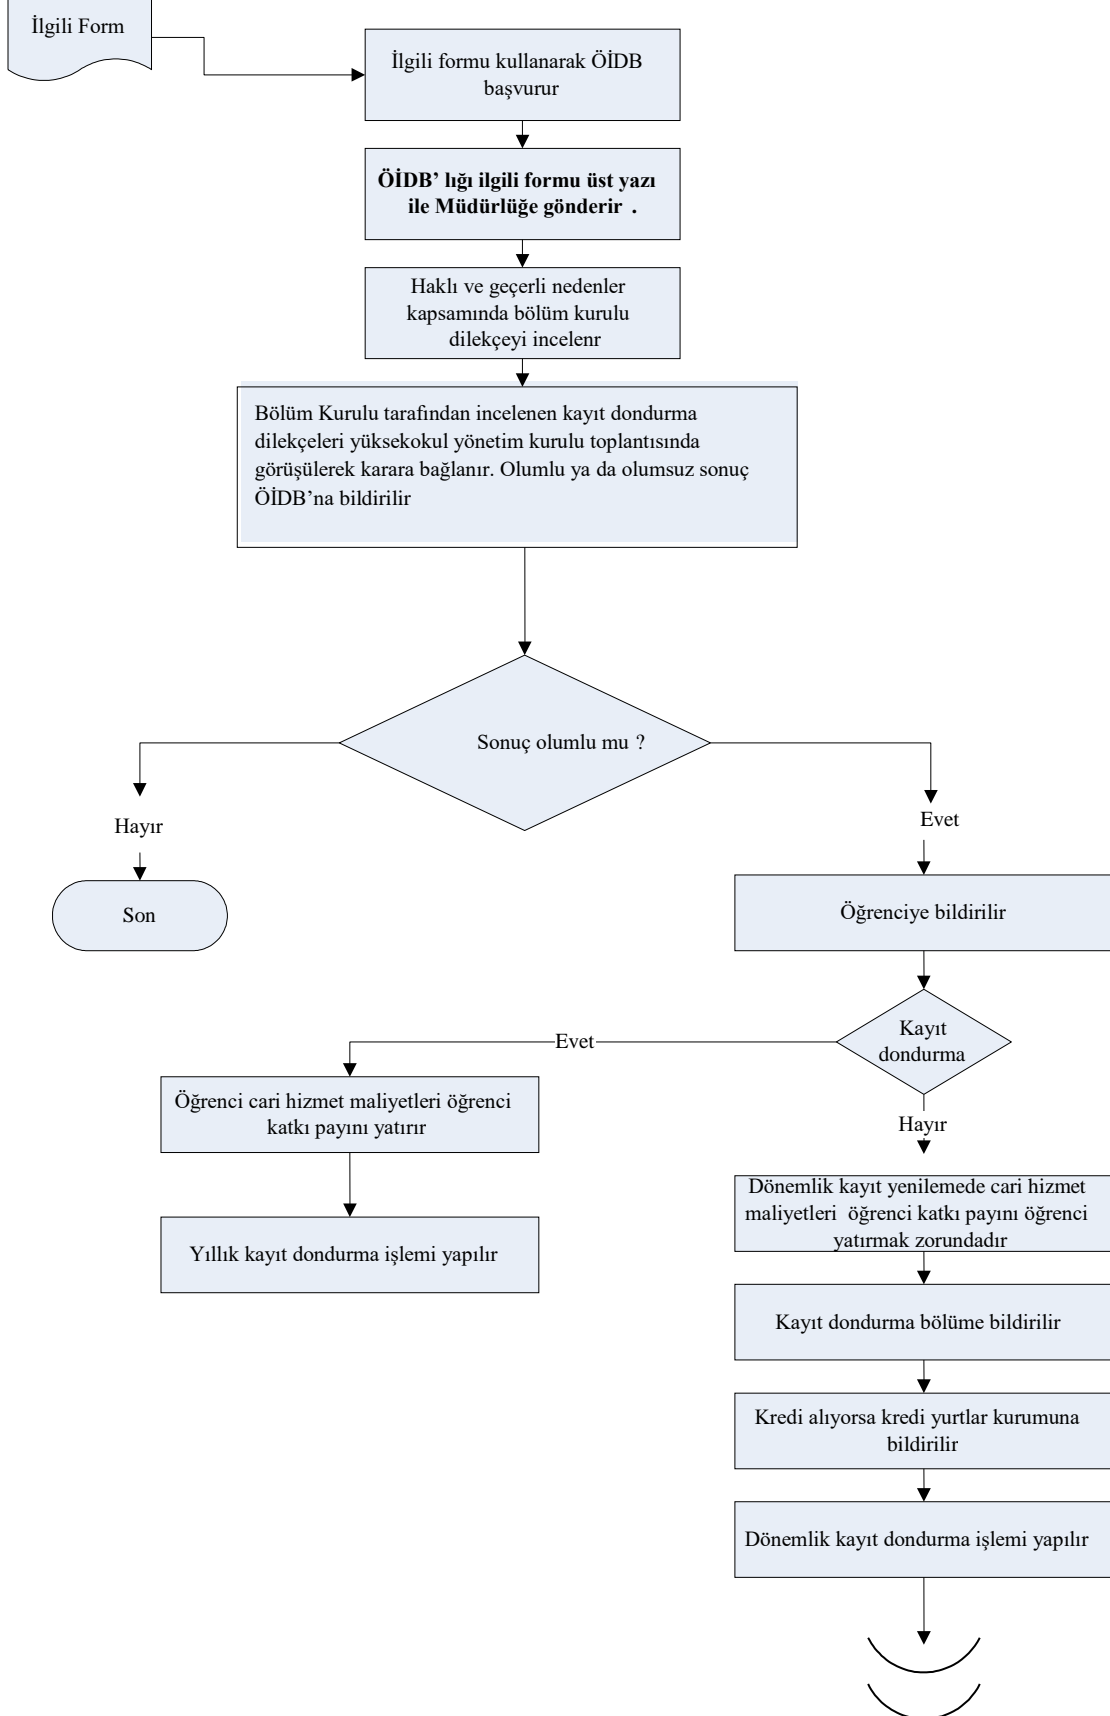 İlgili Form
İlgili formu kullanarak ÖİDB
başvurur
ÖİDB’ lığı ilgili formu üst yazı
ile Müdürlüğe gönderir .
Haklı ve geçerli nedenler
kapsamında bölüm kurulu
dilekçeyi incelenr
Bölüm Kurulu tarafından incelenen kayıt dondurma
dilekçeleri yüksekokul yönetim kurulu toplantısında
görüşülerek karara bağlanır. Olumlu ya da olumsuz sonuç
ÖİDB’na bildirilir
Sonuç olumlu mu ?
Hayır
Evet
Son
Öğrenciye bildirilir
Kayıt
dondurma
Evet
Hayır
Öğrenci cari hizmet maliyetleri öğrenci
katkı payını yatırır
Yıllık kayıt dondurma işlemi yapılır
Dönemlik kayıt yenilemede cari hizmet
maliyetleri öğrenci katkı payını öğrenci
yatırmak zorundadır
Kayıt dondurma bölüme bildirilir
Kredi alıyorsa kredi yurtlar kurumuna
bildirilir
Dönemlik kayıt dondurma işlemi yapılır